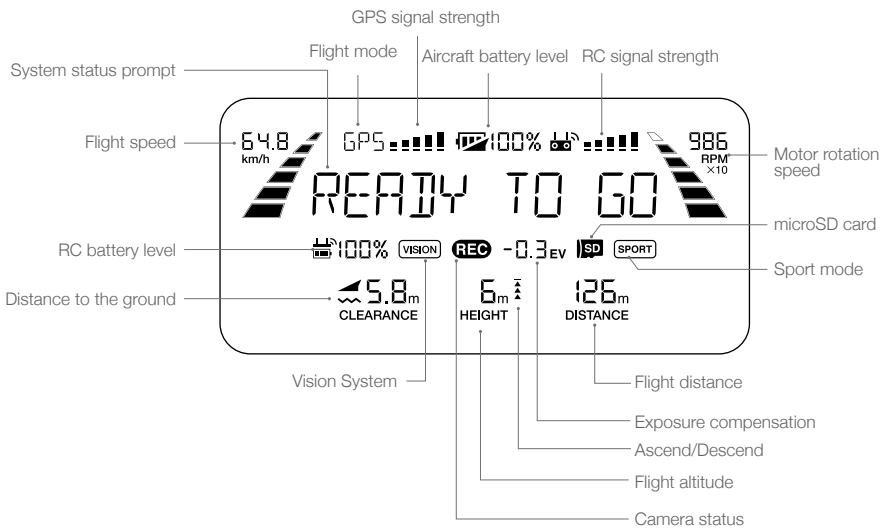 GPS signal strength
Flight mode
Aircraft battery level
RC signal strength
System status prompt
Flight speed
64.8
km/h
GPS
100%
986
RPM
×10
Motor rotation
speed
READY TO GO
microSD card
RC battery level
100%
VISION
REC
-0.3 EV
SD
SPORT
Sport mode
Distance to the ground
5.8m
CLEARANCE
6m
HEIGHT
126m
DISTANCE
Vision System
Flight distance
Exposure compensation
Ascend/Descend
Flight altitude
Camera status